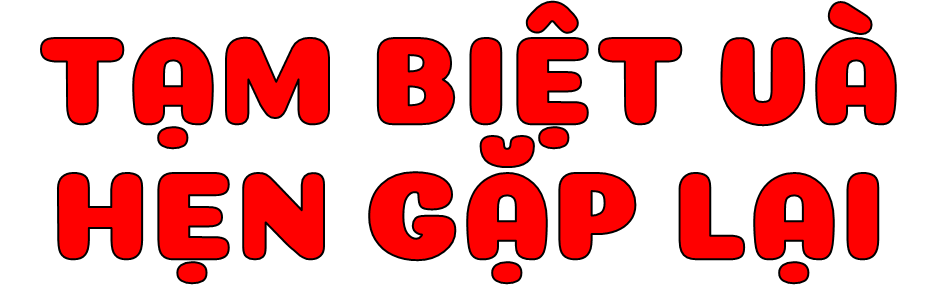 TẠM BIỆT UÀ
HẸN GẶP LẠI